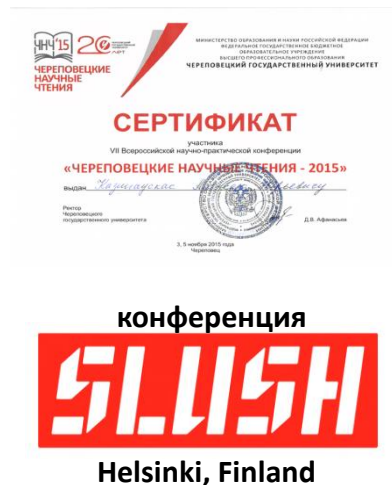 ЧНЧ'15
20 ЛЕТ
ЧЕРЕПОВЕЦКИЕ
НАУЧНЫЕ
ЧТЕНИЯ
МИНИСТЕРСТВО ОБРАЗОВАНИЯ И НАУКИ РОССИЙСКОЙ ФЕДЕРАЦИИ
ФЕДЕРАЛЬНОЕ ГОСУДАРСТВЕННОЕ БЮДЖЕТНОЕ
ОБРАЗОВАТЕЛЬНОЕ УЧРЕЖДЕНИЕ
ВЫСШЕГО ПРОФЕССИОНАЛЬНОГО ОБРАЗОВАНИЯ
ЧЕРЕПОВЕЦКИЙ ГОСУДАРСТВЕННЫЙ УНИВЕРСИТЕТ
СЕРТИФИКАТ
участника
VII Всероссийской научно-практической конференции
«ЧЕРЕПОВЕЦКИЕ НАУЧНЫЕ ЧТЕНИЯ - 2015»
выдан
Ректор
Череповецкого
государственного университета
Д.В. Афанасьев
3, 5 ноября 2015 года
Череповец
конференция
SLUSH
Helsinki, Finland